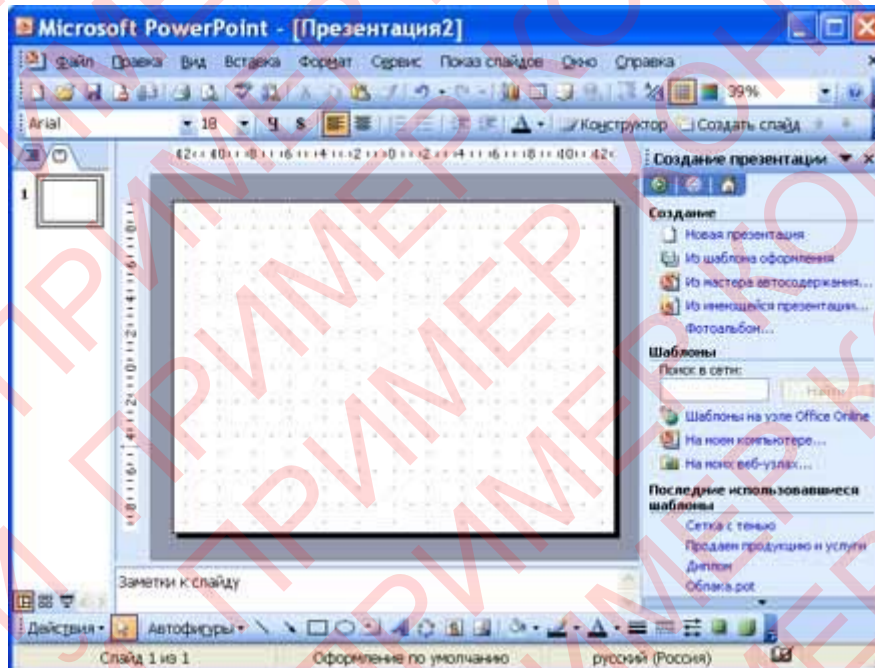 Microsoft PowerPoint - [Презентация2]
Файл Правка Вид Вставка Формат Сервис Показ слайдов Окно Справка
39%
Arial 18 Ч S A Конструктор Создать слайд
Создание презентации
1
Создание
Новая презентация
Из шаблона оформления
Из мастера автосодержания...
Из имеющейся презентации...
Фотоальбом...
Шаблоны
Поиск в сети:
Найти
Шаблоны на узле Office Online
На моем компьютере...
На моих веб-узлах...
Последние использовавшиеся
шаблоны
Сетка с тенью
Продаем продукцию и услуги
Диплом
Облака.pot
Заметки к слайду
Действия Автофигуры
Слайд 1 из 1 Оформление по умолчанию русский (Россия)
ПРИМЕР